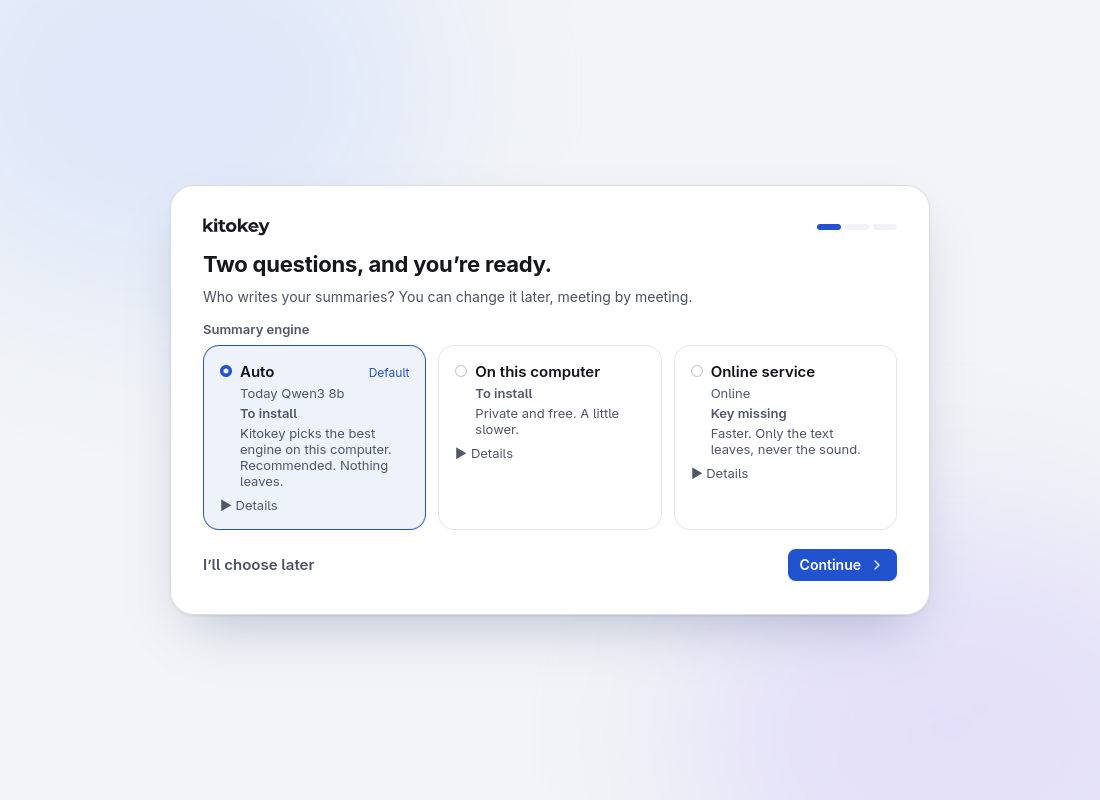 kitokey
Two questions, and you’re ready.
Who writes your summaries? You can change it later, meeting by meeting.
Summary engine
Auto
Default
Today Qwen3 8b
To install
Kitokey picks the best
engine on this computer.
Recommended. Nothing
leaves.
Details
On this computer
To install
Private and free. A little
slower.
Details
Online service
Online
Key missing
Faster. Only the text
leaves, never the sound.
Details
I’ll choose later
Continue